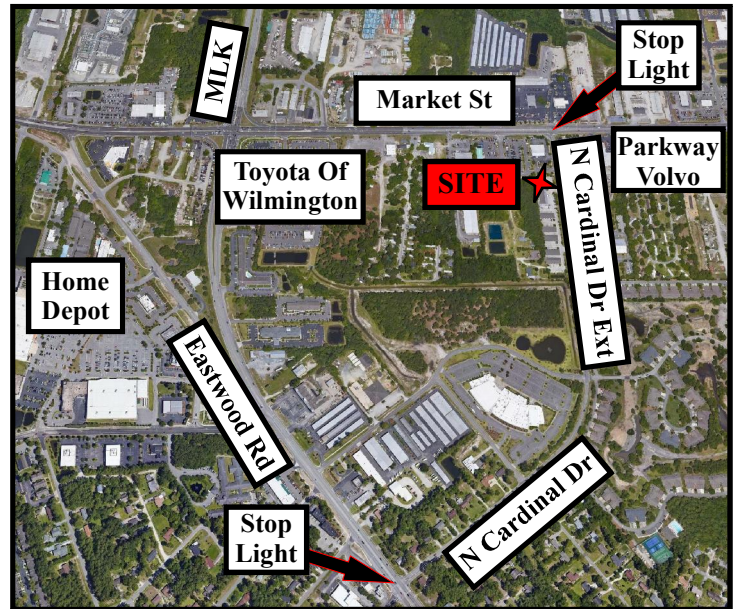 MLK
Stop
Light
Market St
Parkway
Volvo
Toyota Of
Wilmington
SITE
N Cardinal Dr Ext
Home
Depot
Eastwood Rd
N Cardinal Dr
Stop
Light